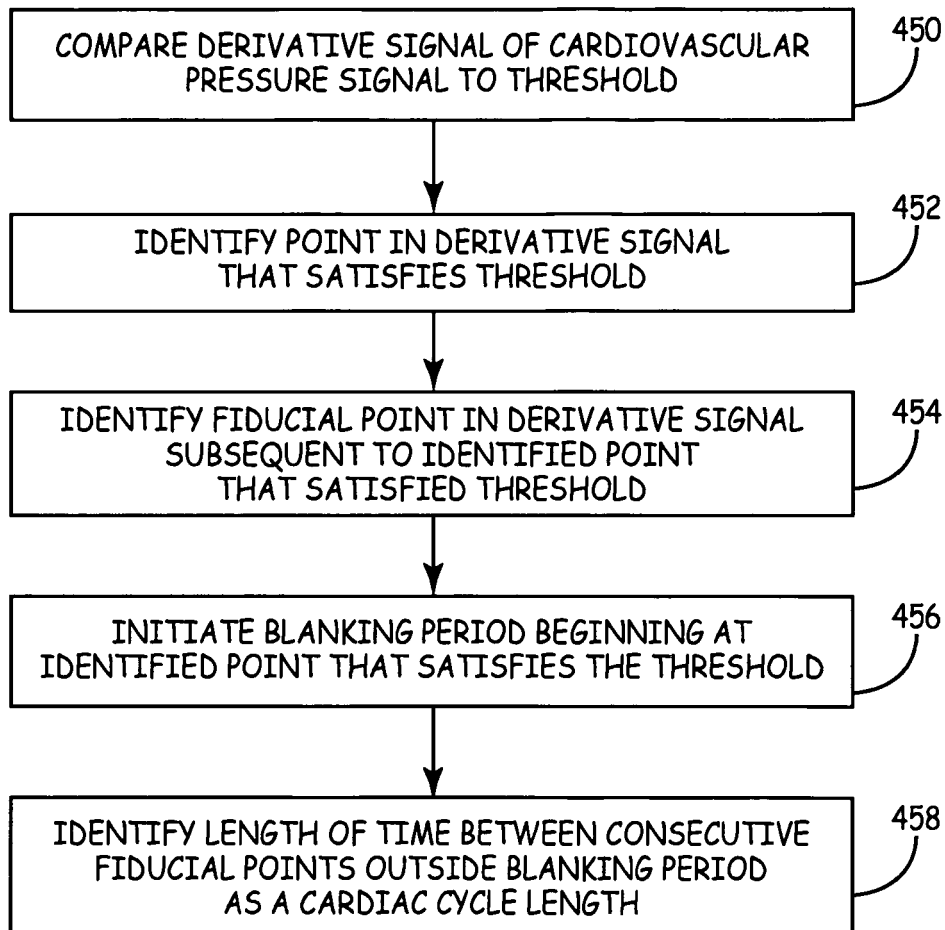 COMPARE DERIVATIVE SIGNAL OF CARDIOVASCULAR
PRESSURE SIGNAL TO THRESHOLD
450
IDENTIFY POINT IN DERIVATIVE SIGNAL
THAT SATISFIES THRESHOLD
452
IDENTIFY FIDUCIAL POINT IN DERIVATIVE SIGNAL
SUBSEQUENT TO IDENTIFIED POINT
THAT SATISFIED THRESHOLD
454
INITIATE BLANKING PERIOD BEGINNING AT
IDENTIFIED POINT THAT SATISFIES THE THRESHOLD
456
IDENTIFY LENGTH OF TIME BETWEEN CONSECUTIVE
FIDUCIAL POINTS OUTSIDE BLANKING PERIOD
AS A CARDIAC CYCLE LENGTH
458